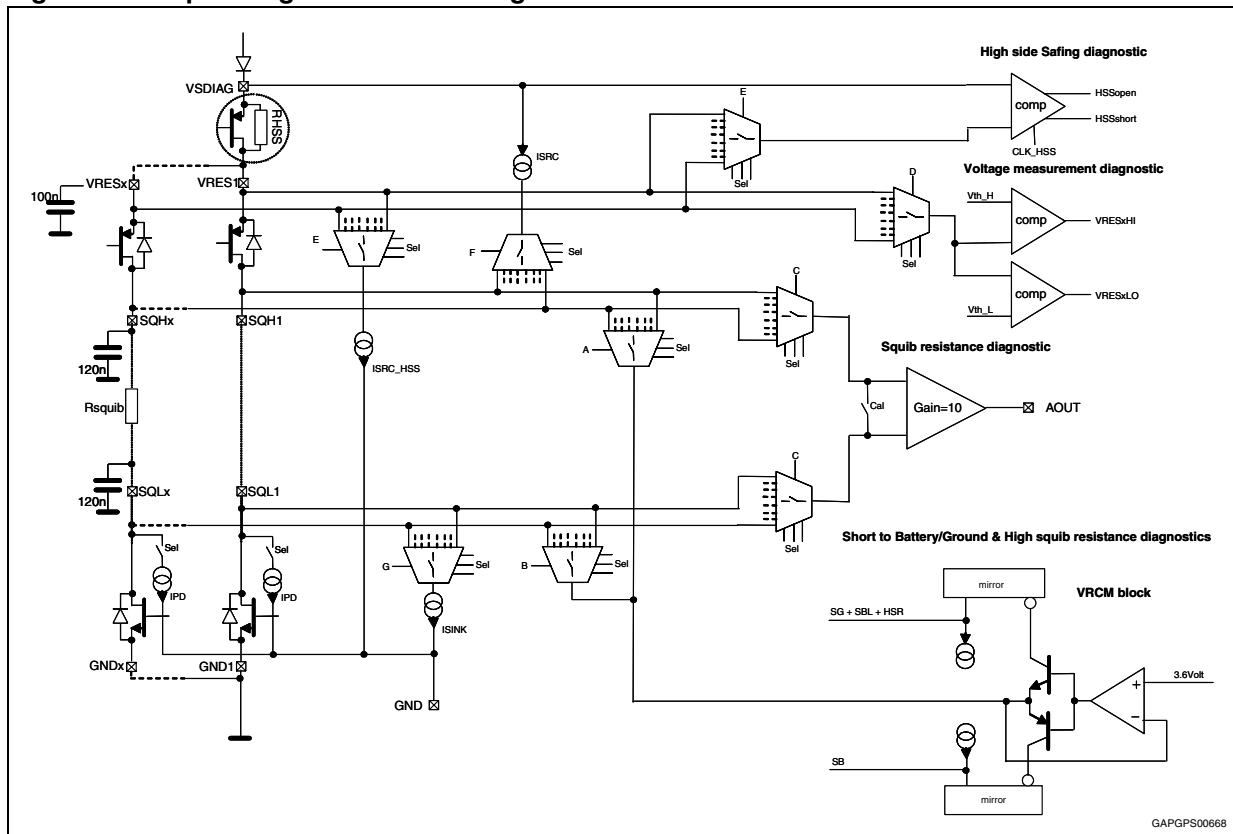 High side Safing diagnostic
VSDIAG
RHSS
E
comp
HSSopen
HSSshort
CLK_HSS
Sel
ISRC
Voltage measurement diagnostic
VRESx
VRES1
100n
D
Vth_H
comp
VRESxHI
E
Sel
F
Sel
Sel
comp
VRESxLO
Vth_L
C
SQHx
SQH1
Squib resistance diagnostic
A
Sel
Sel
120n
ISRC_HSS
Rsquib
Cal
Gain=10
AOUT
C
SQLx
SQL1
120n
Short to Battery/Ground & High squib resistance diagnostics
Sel
Sel
Sel
G
Sel
B
Sel
IPD
IPD
mirror
VRCM block
ISINK
SG + SBL + HSR
GNDx
GND1
3.6Volt
GND
+
-
SB
mirror
GAPGPS00668